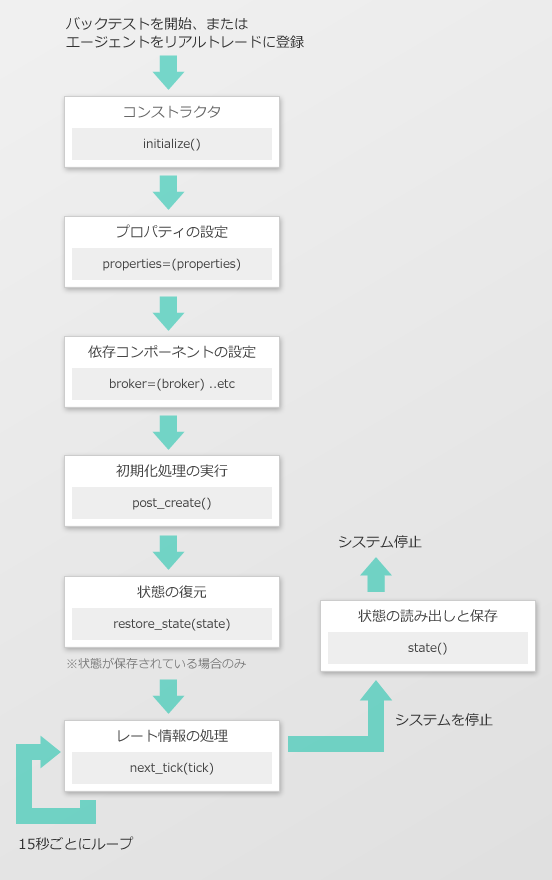 バックテストを開始、または
エージェントをリアルトレードに登録
コンストラクタ
initialize()
プロパティの設定
properties=(properties)
依存コンポーネントの設定
broker=(broker) ..etc
初期化処理の実行
post_create()
状態の復元
restore_state(state)
※状態が保存されている場合のみ
レート情報の処理
next_tick(tick)
15秒ごとにループ
システムを停止
状態の読み出しと保存
state()
システム停止